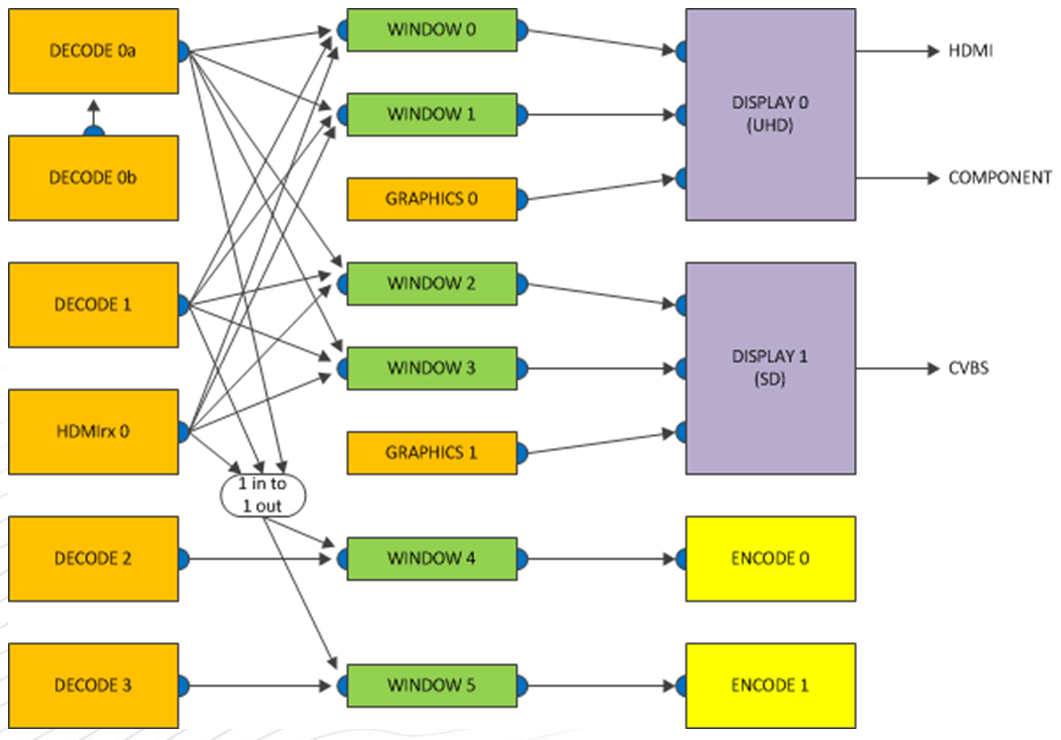 DECODE 0a
WINDOW 0
HDMI
DISPLAY 0
(UHD)
WINDOW 1
DECODE 0b
COMPONENT
GRAPHICS 0
DECODE 1
WINDOW 2
DISPLAY 1
(SD)
WINDOW 3
CVBS
HDMIrx 0
GRAPHICS 1
1 in to
1 out
DECODE 2
WINDOW 4
ENCODE 0
DECODE 3
WINDOW 5
ENCODE 1